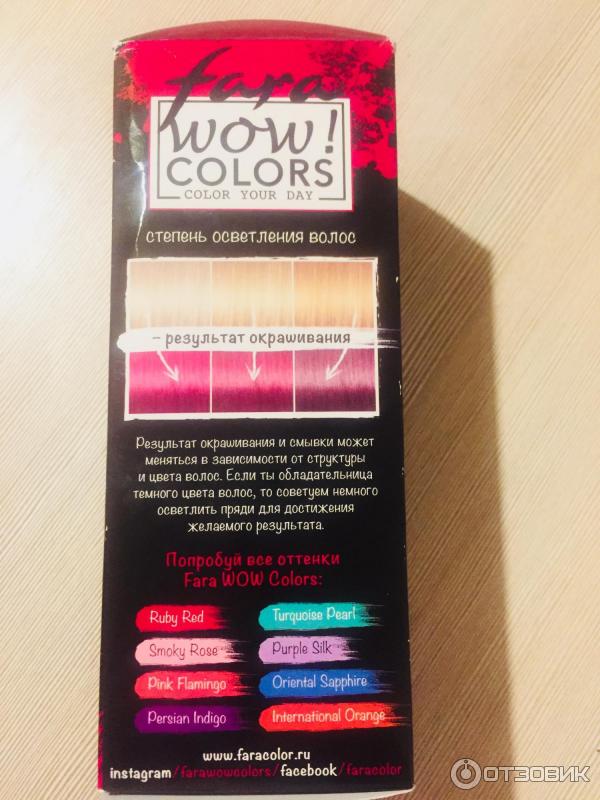 fara
WOW!
COLORS
COLOR YOUR DAY
СТЕПЕНЬ ОСВЕТЛЕНИЯ ВОЛОС
– результат окрашивания
Результат окрашивания и смывки может
меняться в зависимости от структуры
и цвета волос. Если ты обладательница
темного цвета волос, то советуем немного
осветлить пряди для достижения
желаемого результата.
Попробуй все оттенки
Fara WOW Colors:
Ruby Red
Turquoise Pearl
Smoky Rose
Purple Silk
Pink Flamingo
Oriental Sapphire
Persian Indigo
International Orange
www.faracolor.ru
instagram/farawowcolors/facebook/faracolor
ОТЗОВИК